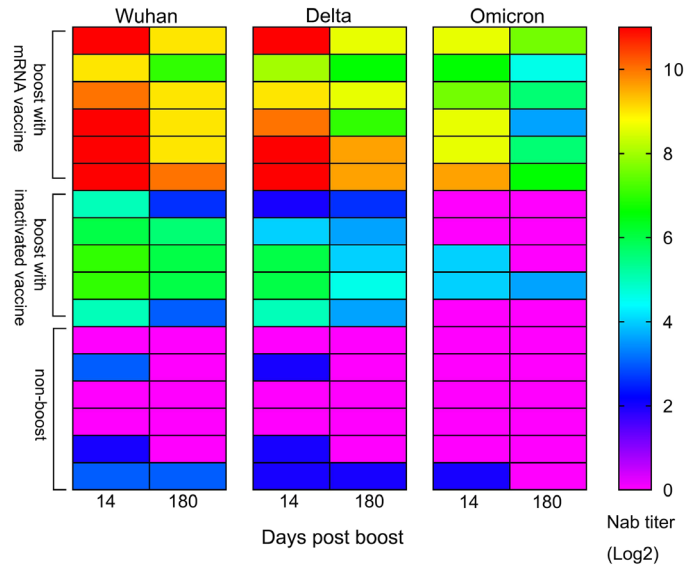 Wuhan
Delta
Omicron
boost with
mRNA vaccine
boost with
inactivated vaccine
non-boost
14
180
14
180
14
180
Days post boost
10
8
6
4
2
0
Nab titer
(Log2)